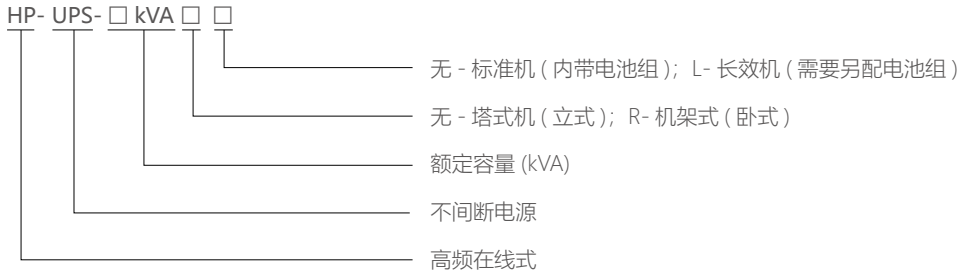 HP- UPS- □ kVA □ □
无 - 标准机 ( 内带电池组 )；L- 长效机 ( 需要另配电池组 )
无 - 塔式机 ( 立式 )；R- 机架式 ( 卧式 )
额定容量 (kVA)
不间断电源
高频在线式